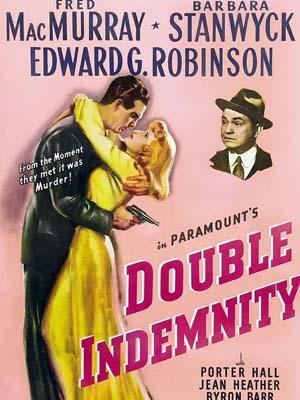 FRED BARBARA
MACMURRAY ★ STANWYCK
EDWARD G. ROBINSON
From the Moment
they met it was
Murder!
in PARAMOUNT'S
DOUBLE
INDEMNITY
with
PORTER HALL
JEAN HEATHER
BYRON BARR